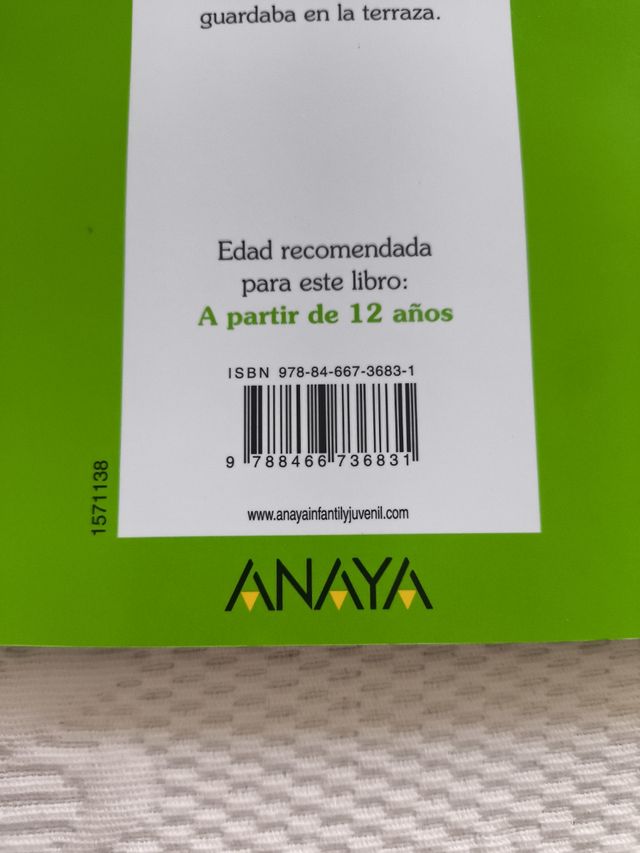 guardaba en la terraza.
Edad recomendada
para este libro:
A partir de 12 años
ISBN 978-84-667-3683-1
9 788466 736831
1571138
www.anayainfantilyjuvenil.com
ANAYA